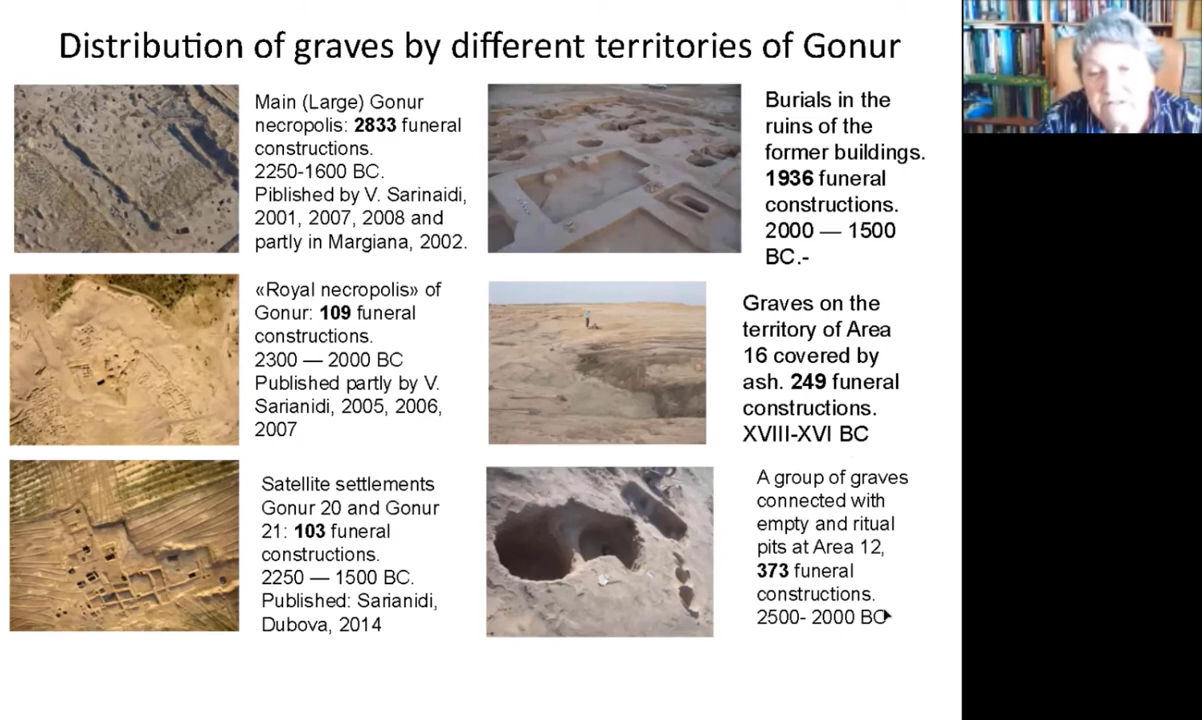 Distribution of graves by different territories of Gonur
Main (Large) Gonur
necropolis: 2833 funeral
constructions.
2250-1600 BC.
Piblished by V. Sarinaidi,
2001, 2007, 2008 and
partly in Margiana, 2002.
«Royal necropolis» of
Gonur: 109 funeral
constructions.
2300 — 2000 BC
Published partly by V.
Sarianidi, 2005, 2006,
2007
Satellite settlements
Gonur 20 and Gonur
21: 103 funeral
constructions.
2250 — 1500 BC.
Published: Sarianidi,
Dubova, 2014
Burials in the
ruins of the
former buildings.
1936 funeral
constructions.
2000 — 1500
BC.-
Graves on the
territory of Area
16 covered by
ash. 249 funeral
constructions.
XVIII-XVI BC
A group of graves
connected with
empty and ritual
pits at Area 12,
373 funeral
constructions.
2500- 2000 BC